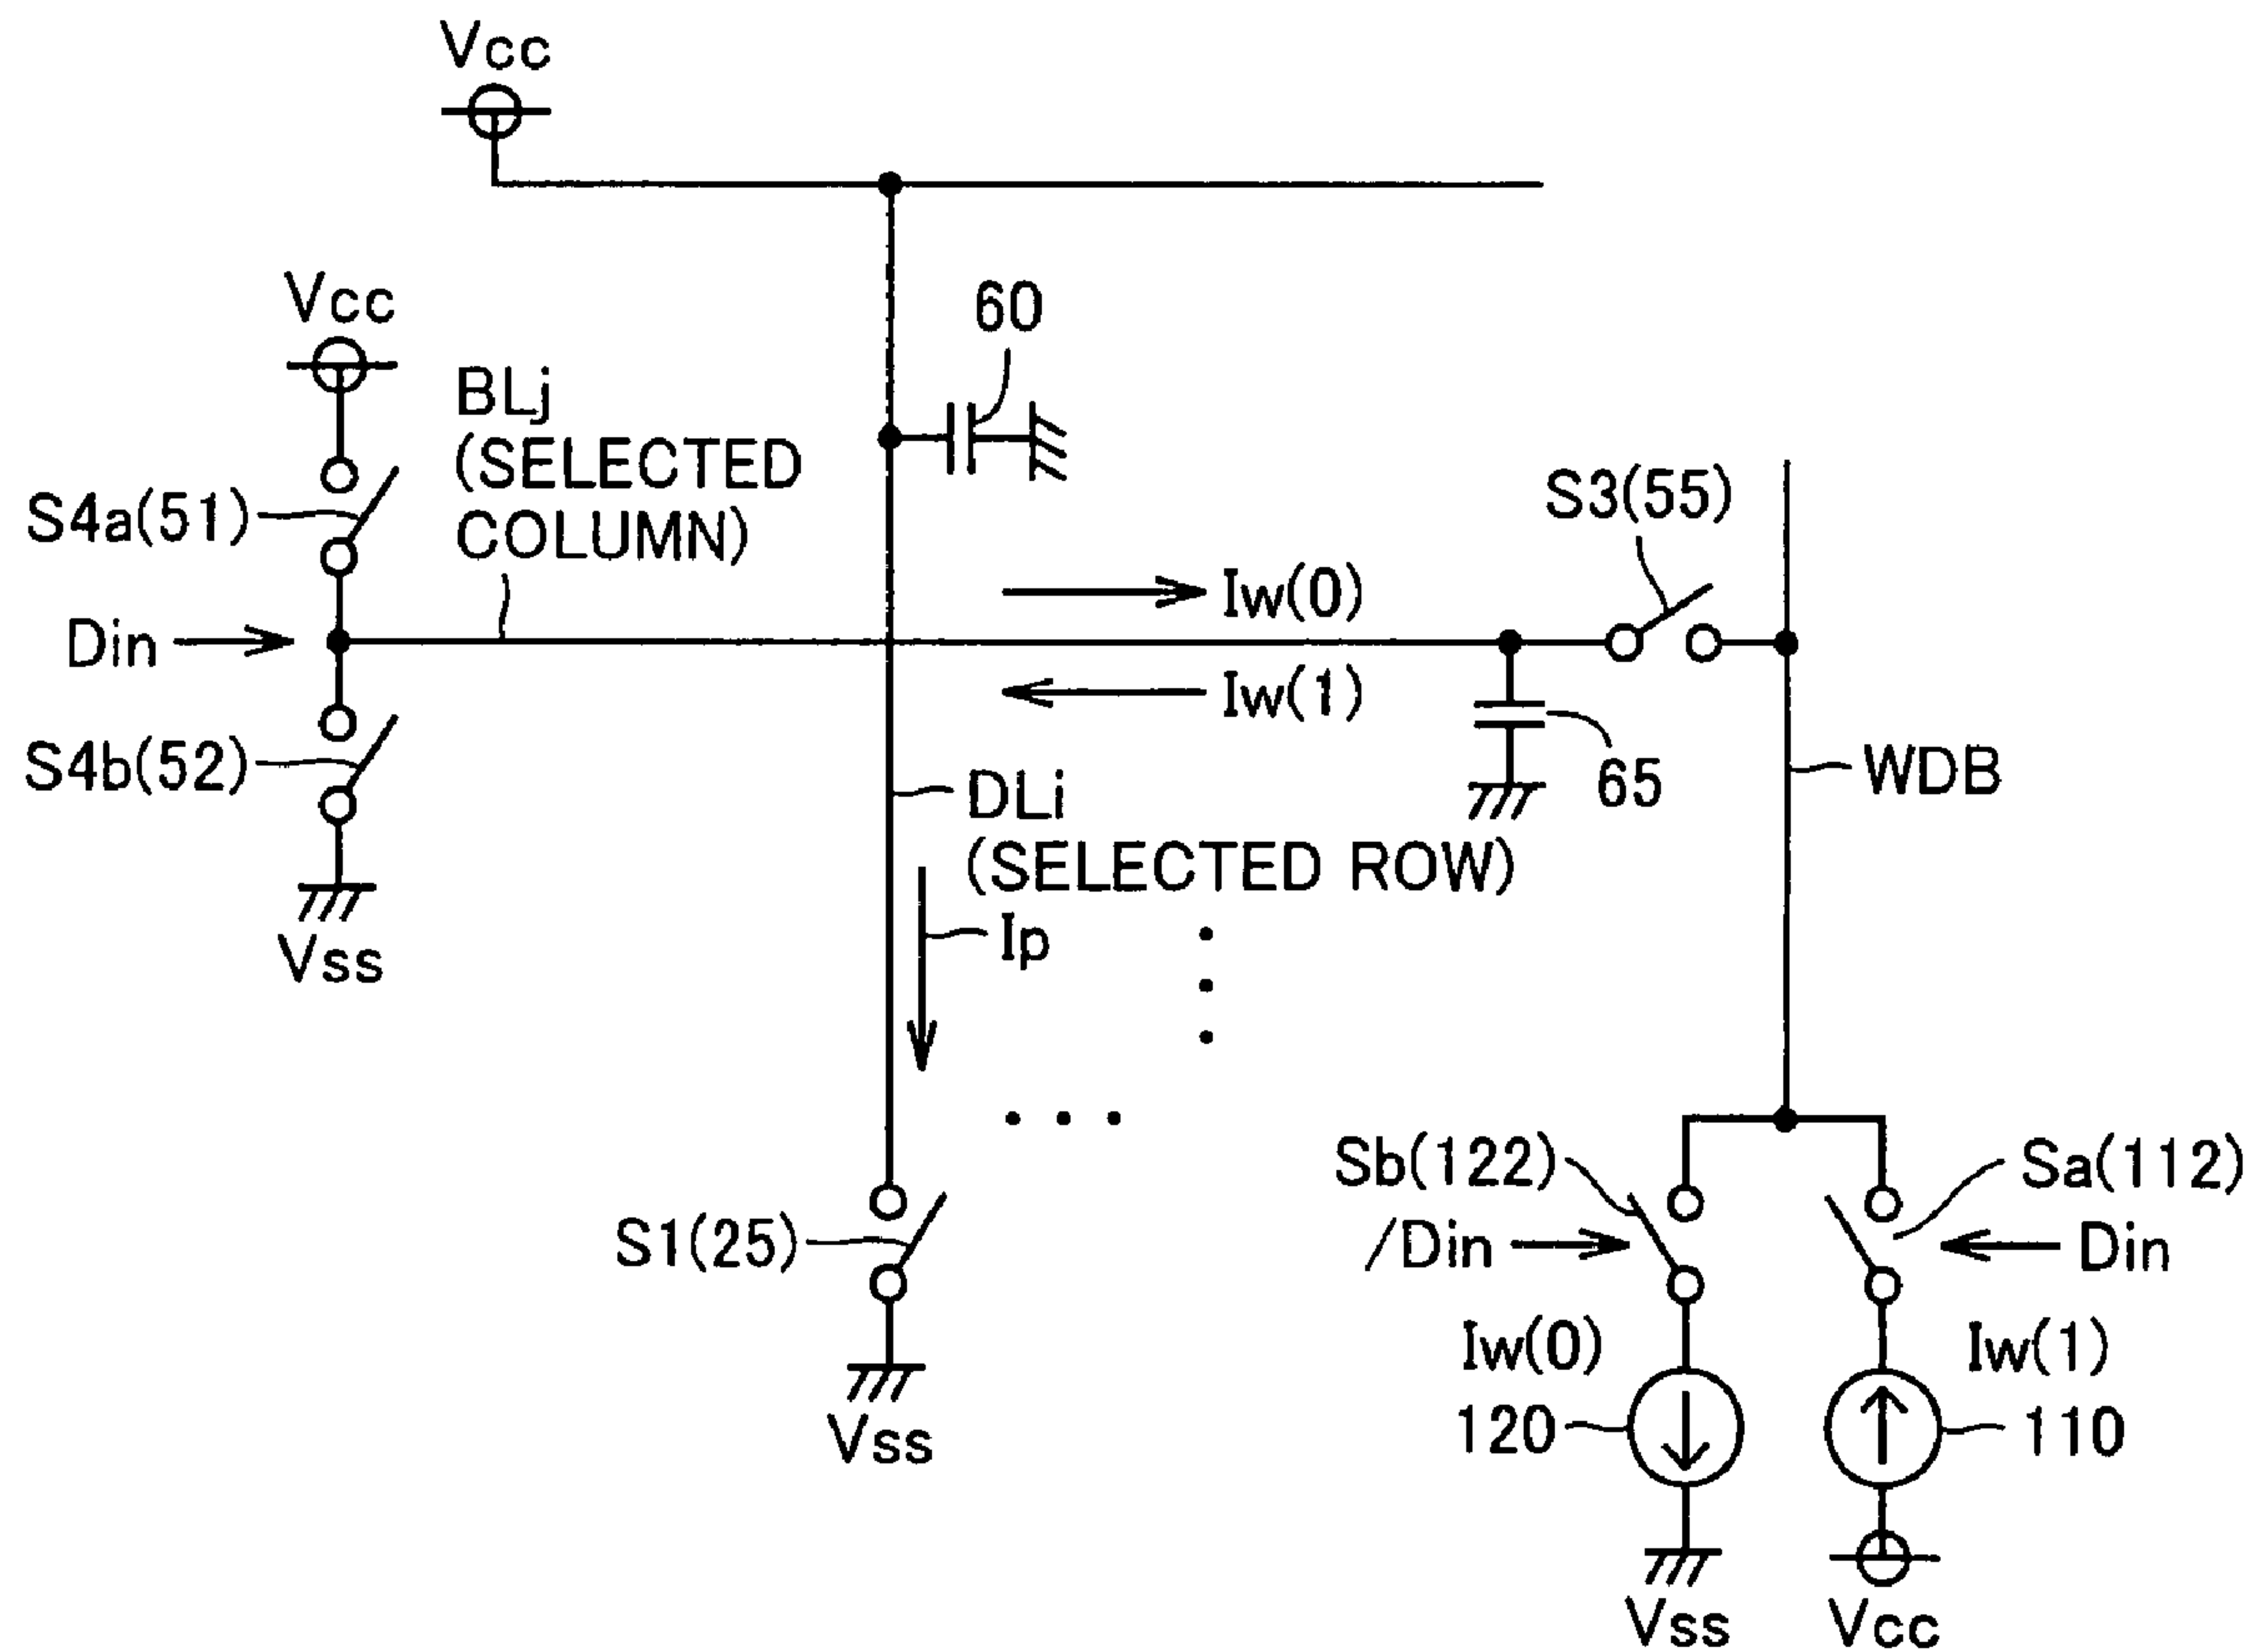 Vcc
Vcc
60
BLj
(SELECTED
COLUMN)
S4a(51)
S3(55)
Iw(0)
Din
Iw(1)
S4b(52)
65
WDB
DLi
(SELECTED ROW)
Vss
Ip
Sb(122)
Sa(112)
S1(25)
/Din
Din
Iw(0)
Iw(1)
120
110
Vss
Vss
Vcc